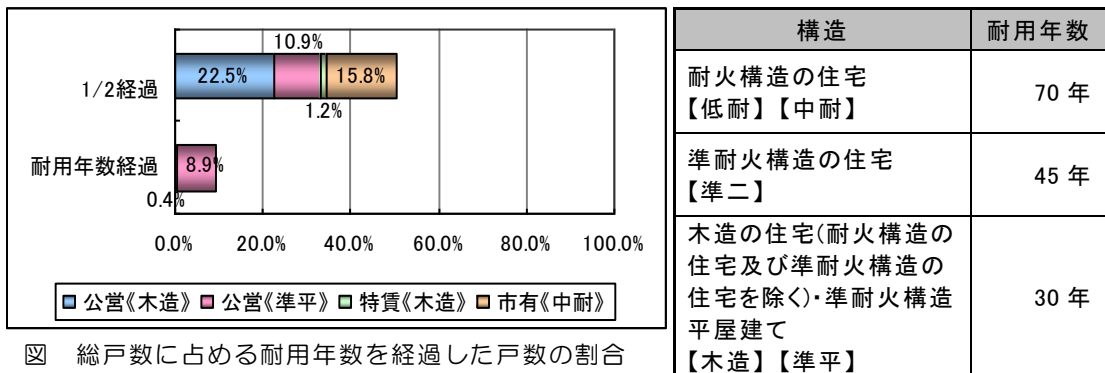 10.9%
1/2経過
22.5%
15.8%
1.2%
耐用年数経過
8.9%
0.4%
0.0% 20.0% 40.0% 60.0% 80.0% 100.0%
公営《木造》 公営《準平》 特賃《木造》 市有《中耐》
図 総戸数に占める耐用年数を経過した戸数の割合
構造 耐用年数
耐火構造の住宅
【低耐】【中耐】
70 年
準耐火構造の住宅
【準二】
45 年
木造の住宅(耐火構造の
住宅及び準耐火構造の
住宅を除く)・準耐火構造
平屋建て
【木造】【準平】
30 年